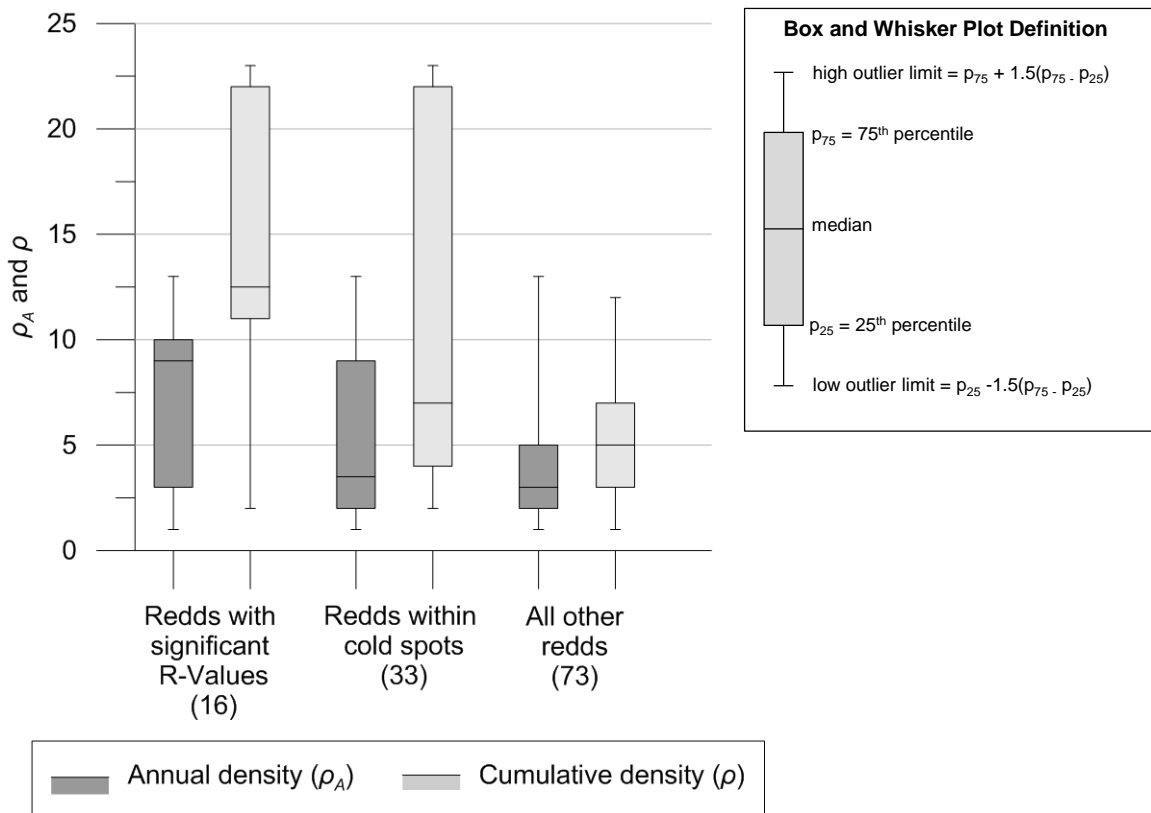 25
20
15
10
5
0
ρA and ρ
Redds with
significant
R-Values
(16)
Redds within
cold spots
(33)
All other
redds
(73)
Annual density (ρA)
Cumulative density (ρ)
Box and Whisker Plot Definition
high outlier limit = p75 + 1.5(p75 - p25)
p75 = 75th percentile
median
p25 = 25th percentile
low outlier limit = p25 -1.5(p75 - p25)